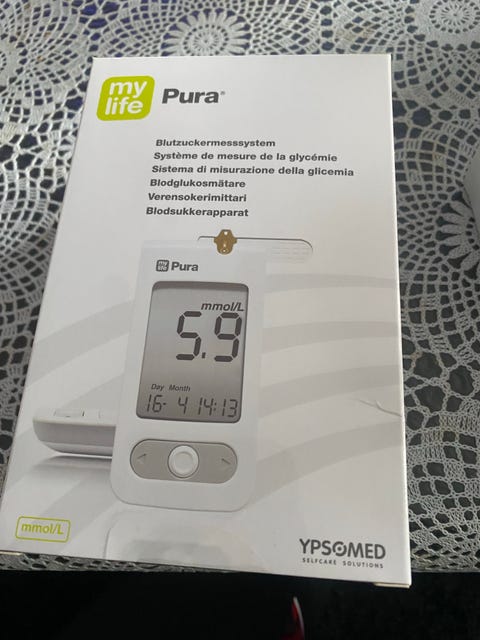 my
life
Pura®
Blutzuckermesssystem
Système de mesure de la glycémie
Sistema di misurazione della glicemia
Blodglukosmätare
Verensokerimittari
Blodsukkerapparat
my
life
Pura
mmol/L
5.9
Day Month
16- 4 14:13
mmol/L
YPSOMED
SELFCARE SOLUTIONS